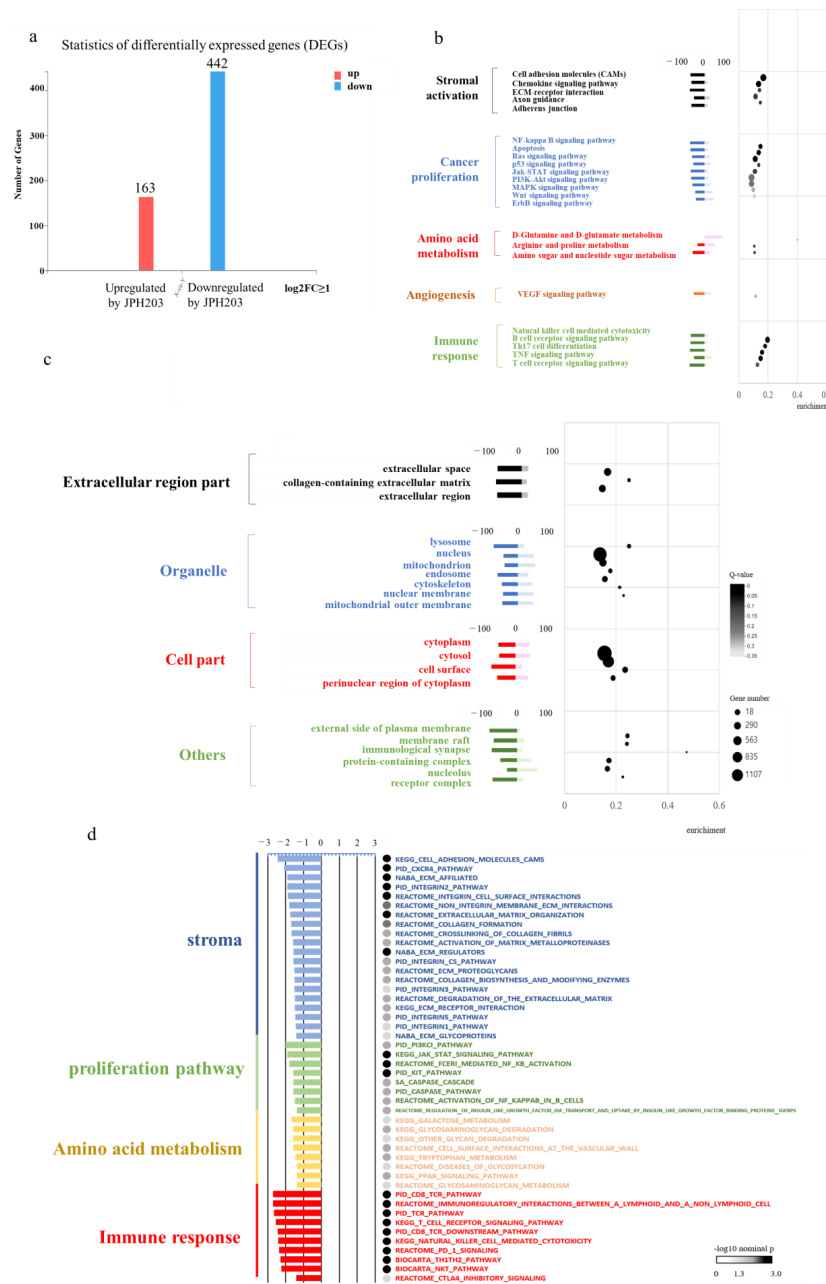 a
Statistics of differentially expressed genes (DEGs)
442
up
down
400
300
200
163
100
0
Number of Genes
Upregulated by JPH203
Downregulated by JPH203
log2FC≥1
b
−100 0 100
Stromal activation
Cell adhesion molecules (CAMs)
Chemokine signaling pathway
ECM-receptor interaction
Axon guidance
Adherens junction
Cancer proliferation
NF-kappa B signaling pathway
Apoptosis
Ras signaling pathway
p53 signaling pathway
Jak-STAT signaling pathway
PI3K-Akt signaling pathway
MAPK signaling pathway
Wnt signaling pathway
ErbB signaling pathway
Amino acid metabolism
D-Glutamine and D-glutamate metabolism
Arginine and proline metabolism
Amino sugar and nucleotide sugar metabolism
Angiogenesis
VEGF signaling pathway
Immune response
Natural killer cell mediated cytotoxicity
B cell receptor signaling pathway
Th17 cell differentiation
TNF signaling pathway
T cell receptor signaling pathway
0 0.2 0.4 0.6
enrichment
c
−100 0 100
Extracellular region part
extracellular space
collagen-containing extracellular matrix
extracellular region
−100 0 100
Organelle
lysosome
nucleus
mitochondrion
endosome
cytoskeleton
nuclear membrane
mitochondrial outer membrane
−100 0 100
Cell part
cytoplasm
cytosol
cell surface
perinuclear region of cytoplasm
−100 0 100
Others
external side of plasma membrane
membrane raft
immunological synapse
protein-containing complex
nucleolus
receptor complex
0 0.2 0.4 0.6
enrichment
Q-value
0
0.05
0.1
0.15
0.2
0.25
0.3
0.35
Gene number
18
290
563
835
1107
d
−3 −2 −1 0 1 2 3
stroma
KEGG_CELL_ADHESION_MOLECULES_CAMS
PID_CXCR4_PATHWAY
NABA_ECM_AFFILIATED
PID_INTEGRIN2_PATHWAY
REACTOME_INTEGRIN_CELL_SURFACE_INTERACTIONS
REACTOME_NON_INTEGRIN_MEMBRANE_ECM_INTERACTIONS
REACTOME_EXTRACELLULAR_MATRIX_ORGANIZATION
REACTOME_COLLAGEN_FORMATION
REACTOME_CROSSLINKING_OF_COLLAGEN_FIBRILS
REACTOME_ACTIVATION_OF_MATRIX_METALLOPROTEINASES
NABA_ECM_REGULATORS
PID_INTEGRIN_CS_PATHWAY
REACTOME_ECM_PROTEOGLYCANS
REACTOME_COLLAGEN_BIOSYNTHESIS_AND_MODIFYING_ENZYMES
PID_INTEGRIN3_PATHWAY
REACTOME_DEGRADATION_OF_THE_EXTRACELLULAR_MATRIX
KEGG_ECM_RECEPTOR_INTERACTION
PID_INTEGRIN5_PATHWAY
PID_INTEGRIN1_PATHWAY
NABA_ECM_GLYCOPROTEINS
proliferation pathway
PID_PI3KCI_PATHWAY
KEGG_JAK_STAT_SIGNALING_PATHWAY
REACTOME_FCERI_MEDIATED_NF_KB_ACTIVATION
PID_KIT_PATHWAY
SA_CASPASE_CASCADE
PID_CASPASE_PATHWAY
REACTOME_ACTIVATION_OF_NF_KAPPAB_IN_B_CELLS
REACTOME_REGULATION_OF_INSULIN_LIKE_GROWTH_FACTOR_IGF_TRANSPORT_AND_UPTAKE_BY_INSULIN_LIKE_GROWTH_FACTOR_BINDING_PROTEINS_IGFBPS
Amino acid metabolism
KEGG_GALACTOSE_METABOLISM
KEGG_GLYCOSAMINOGLYCAN_DEGRADATION
KEGG_OTHER_GLYCAN_DEGRADATION
REACTOME_CELL_SURFACE_INTERACTIONS_AT_THE_VASCULAR_WALL
KEGG_TRYPTOPHAN_METABOLISM
REACTOME_DISEASES_OF_GLYCOSYLATION
KEGG_PPAR_SIGNALING_PATHWAY
REACTOME_GLYCOSAMINOGLYCAN_METABOLISM
Immune response
PID_CD8_TCR_PATHWAY
REACTOME_IMMUNOREGULATORY_INTERACTIONS_BETWEEN_A_LYMPHOID_AND_A_NON_LYMPHOID_CELL
PID_TCR_PATHWAY
KEGG_T_CELL_RECEPTOR_SIGNALING_PATHWAY
PID_CD8_TCR_DOWNSTREAM_PATHWAY
KEGG_NATURAL_KILLER_CELL_MEDIATED_CYTOTOXICITY
REACTOME_PD_1_SIGNALING
BIOCARTA_TH1TH2_PATHWAY
BIOCARTA_NKT_PATHWAY
REACTOME_CTLA4_INHIBITORY_SIGNALING
-log10 nominal p
0 3.0